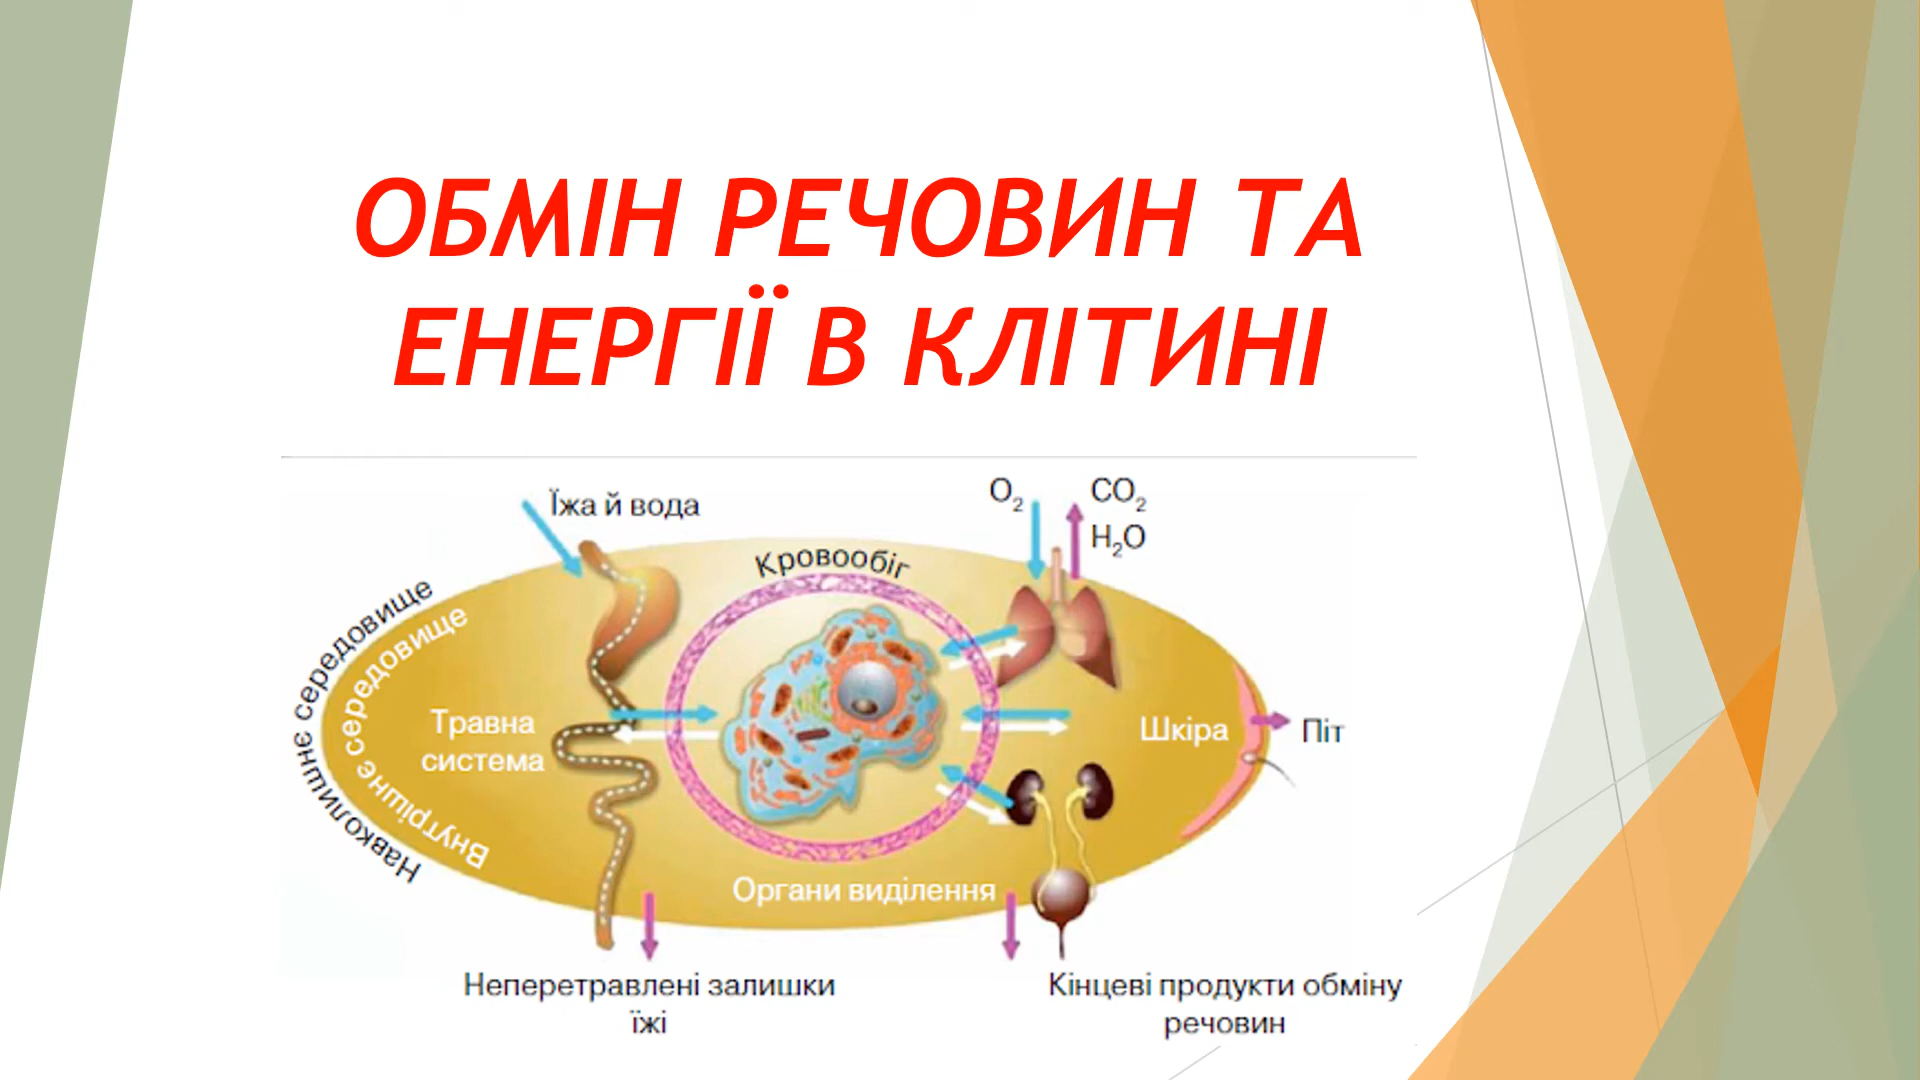 ОБМІН РЕЧОВИН ТА
ЕНЕРГІЇ В КЛІТИНІ
Їжа й вода
O₂
CO₂
H₂O
Кровообіг
Навколишнє середовище
Внутрішнє середовище
Травна
система
Шкіра
Піт
Органи виділення
Неперетравлені залишки
їжі
Кінцеві продукти обміну
речовин